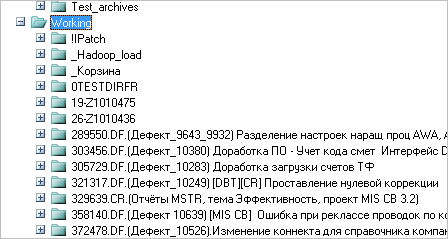 Test_archives
Working
!!Patch
_Hadoop_load
_Корзина
0TESTDIRFR
19-Z1010475
26-Z1010436
289550.DF.(Дефект_9643_9932) Разделение настроек наращ проц AWA,
303456.DF.(Дефект_10380) Доработка ПО - Учет кода смет Интерфейс D
305729.DF.(Дефект_10283) Доработка загрузки счетов ТФ
321317.DF.(Дефект_10249) [DBT][CR] Проставление нулевой коррекции
329639.CR.(Отчёты MSTR, тема Эффективность, проект MIS CB 3.2)
358140.DF.(Дефект 10639) [MIS CB] Ошибка при реклассе проводок по к
372478.DF.(Дефект_10526).Изменение коннекта для справочника компа